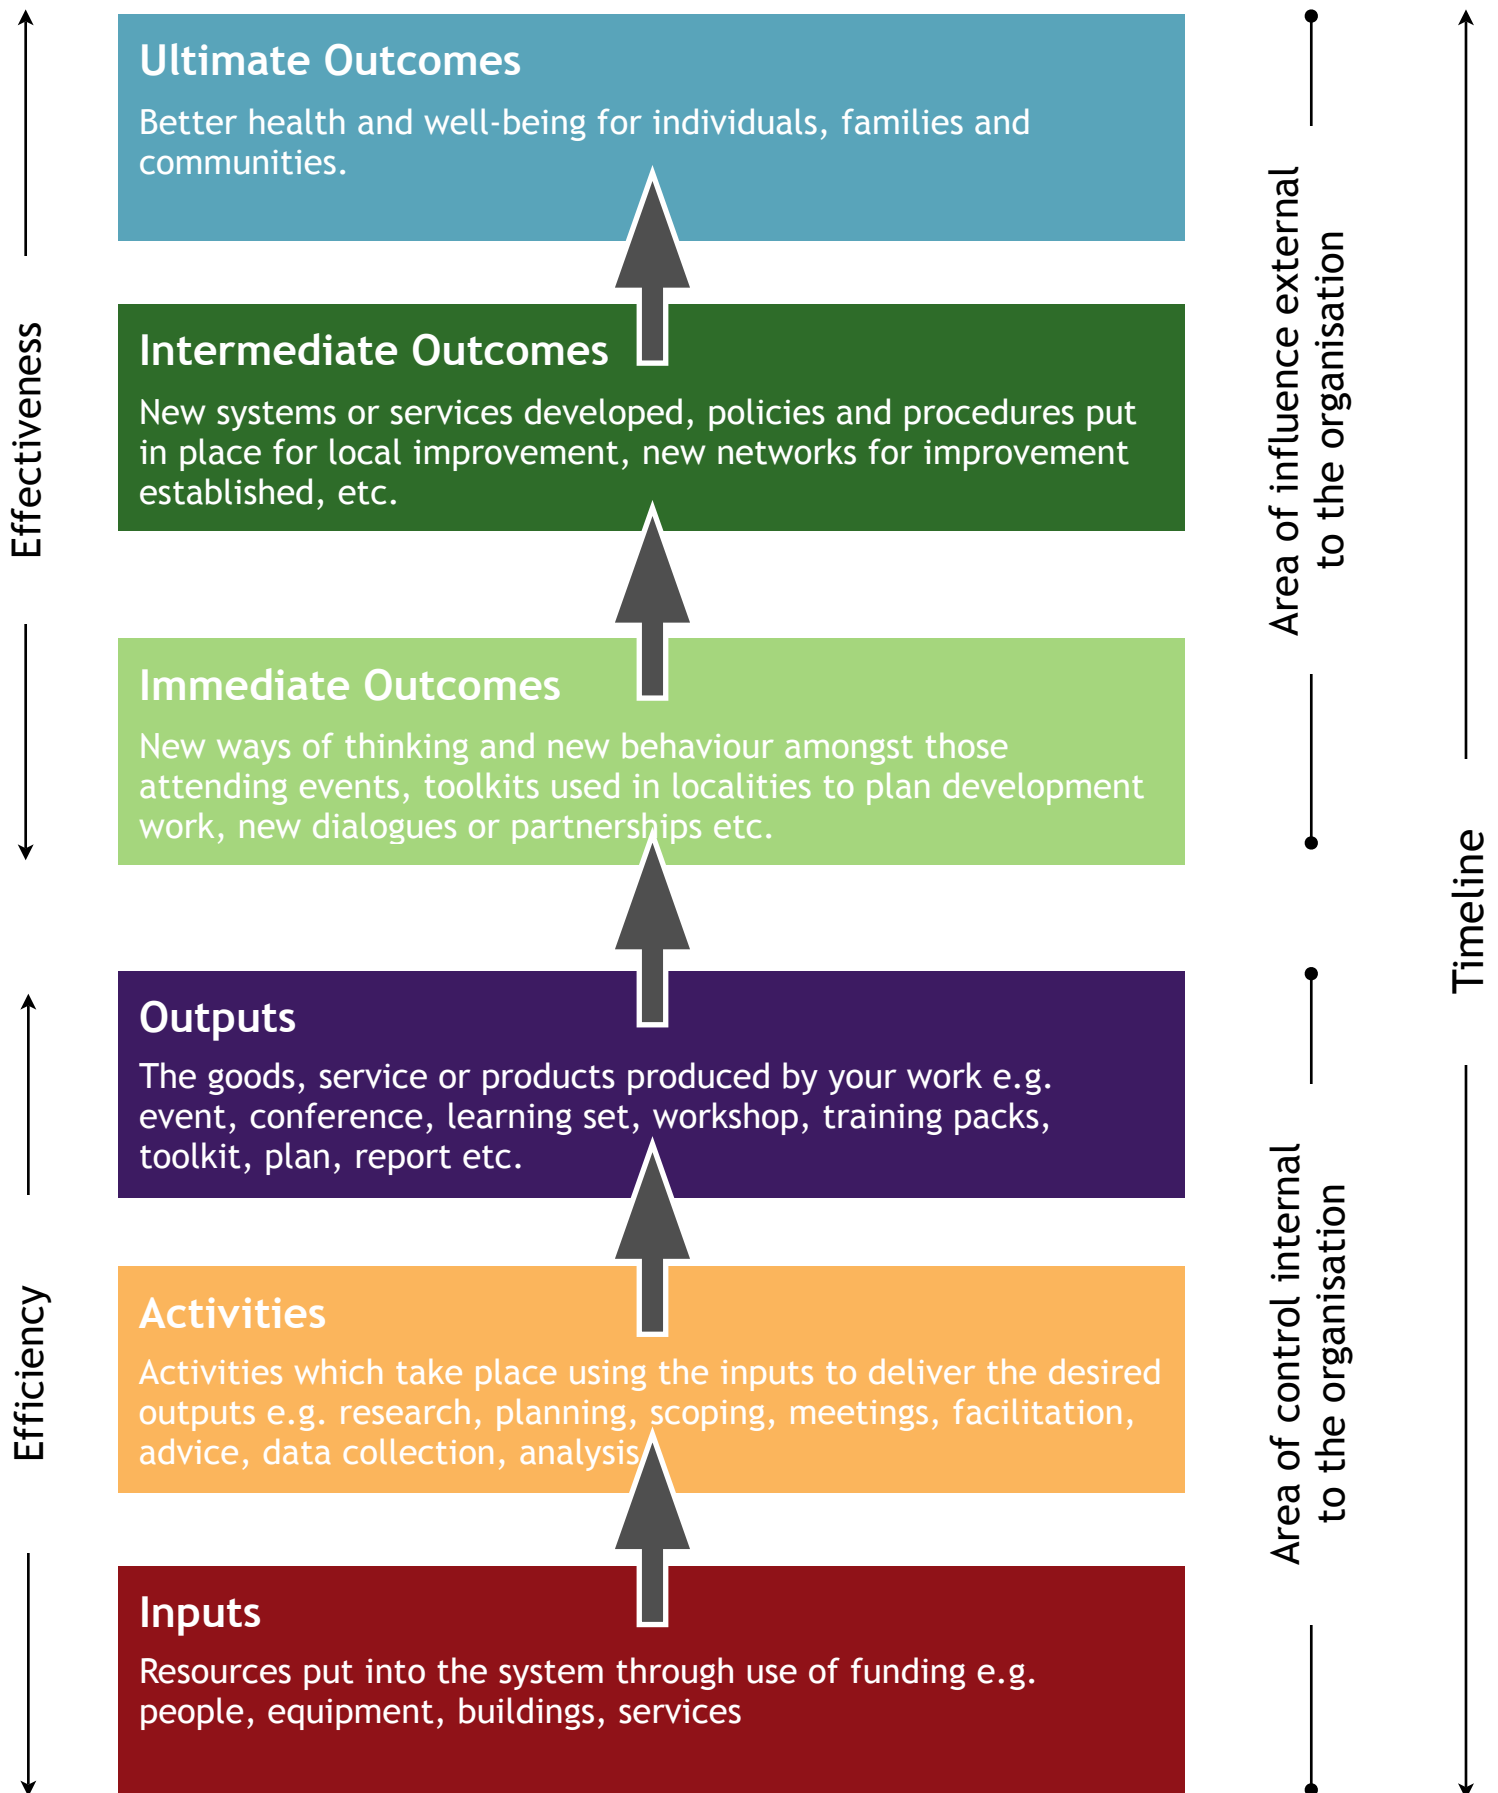 Ultimate Outcomes
Better health and well-being for individuals, families and
communities.
Intermediate Outcomes
New systems or services developed, policies and procedures put
in place for local improvement, new networks for improvement
established, etc.
Immediate Outcomes
New ways of thinking and new behaviour amongst those
attending events, toolkits used in localities to plan development
work, new dialogues or partnerships etc.
Outputs
The goods, service or products produced by your work e.g.
event, conference, learning set, workshop, training packs,
toolkit, plan, report etc.
Activities
Activities which take place using the inputs to deliver the desired
outputs e.g. research, planning, scoping, meetings, facilitation,
advice, data collection, analysis
Inputs
Resources put into the system through use of funding e.g.
people, equipment, buildings, services
Effectiveness
Efficiency
Area of influence external
to the organisation
Area of control internal
to the organisation
Timeline